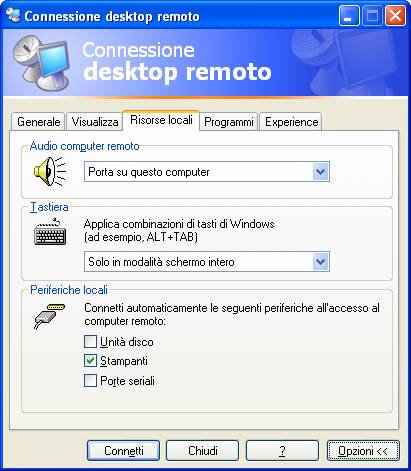 Connessione desktop remoto
Connessione
desktop remoto
Generale
Visualizza
Risorse locali
Programmi
Experience
Audio computer remoto
Porta su questo computer
Tastiera
Applica combinazioni di tasti di Windows
(ad esempio, ALT+TAB)
Solo in modalità schermo intero
Periferiche locali
Connetti automaticamente le seguenti periferiche all'accesso al
computer remoto:
Unità disco
Stampanti
Porte seriali
Connetti
Chiudi
?
Opzioni <<